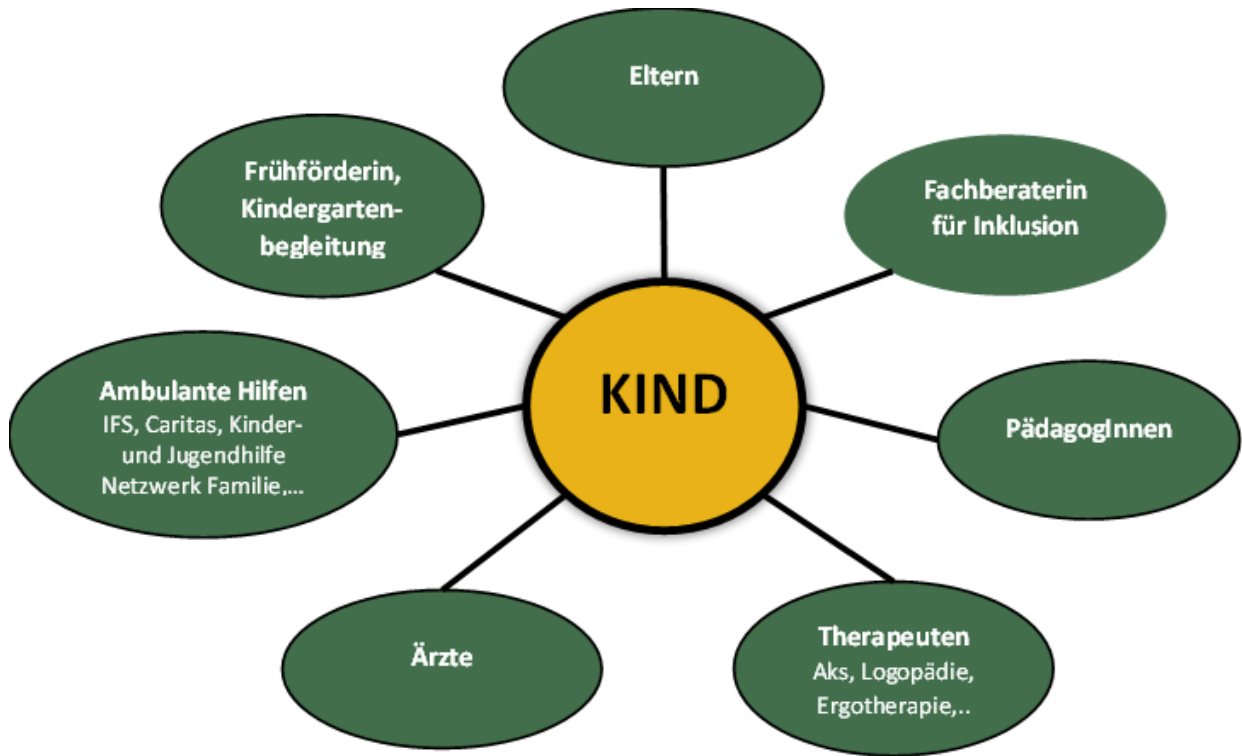 Eltern
Frühförderin,
Kindergarten-
begleitung
Fachberaterin
für Inklusion
KIND
Ambulante Hilfen
IFS, Caritas, Kinder-
und Jugendhilfe
Netzwerk Familie,...
PädagogInnen
Ärzte
Therapeuten
Aks, Logopädie,
Ergotherapie,..